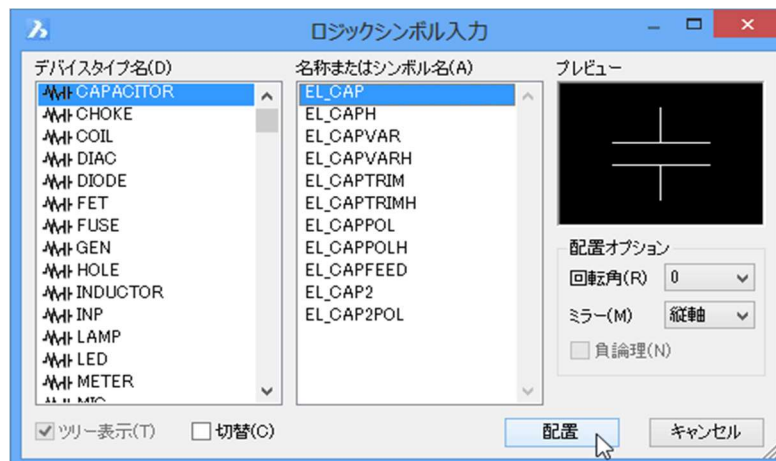 ロジックシンボル入力
デバイスタイプ名(D)
CAPACITOR
CHOKE
COIL
DIAC
DIODE
FET
FUSE
GEN
HOLE
INDUCTOR
INP
LAMP
LED
METER
MIC
名称またはシンボル名(A)
EL_CAP
EL_CAPH
EL_CAPVAR
EL_CAPVARH
EL_CAPTRIM
EL_CAPTRIMH
EL_CAPPOL
EL_CAPPOLH
EL_CAPFEED
EL_CAP2
EL_CAP2POL
プレビュー
配置オプション
回転角(R) 0
ミラー(M) 縦軸
負論理(N)
ツリー表示(T) 切替(C) 配置 キャンセル